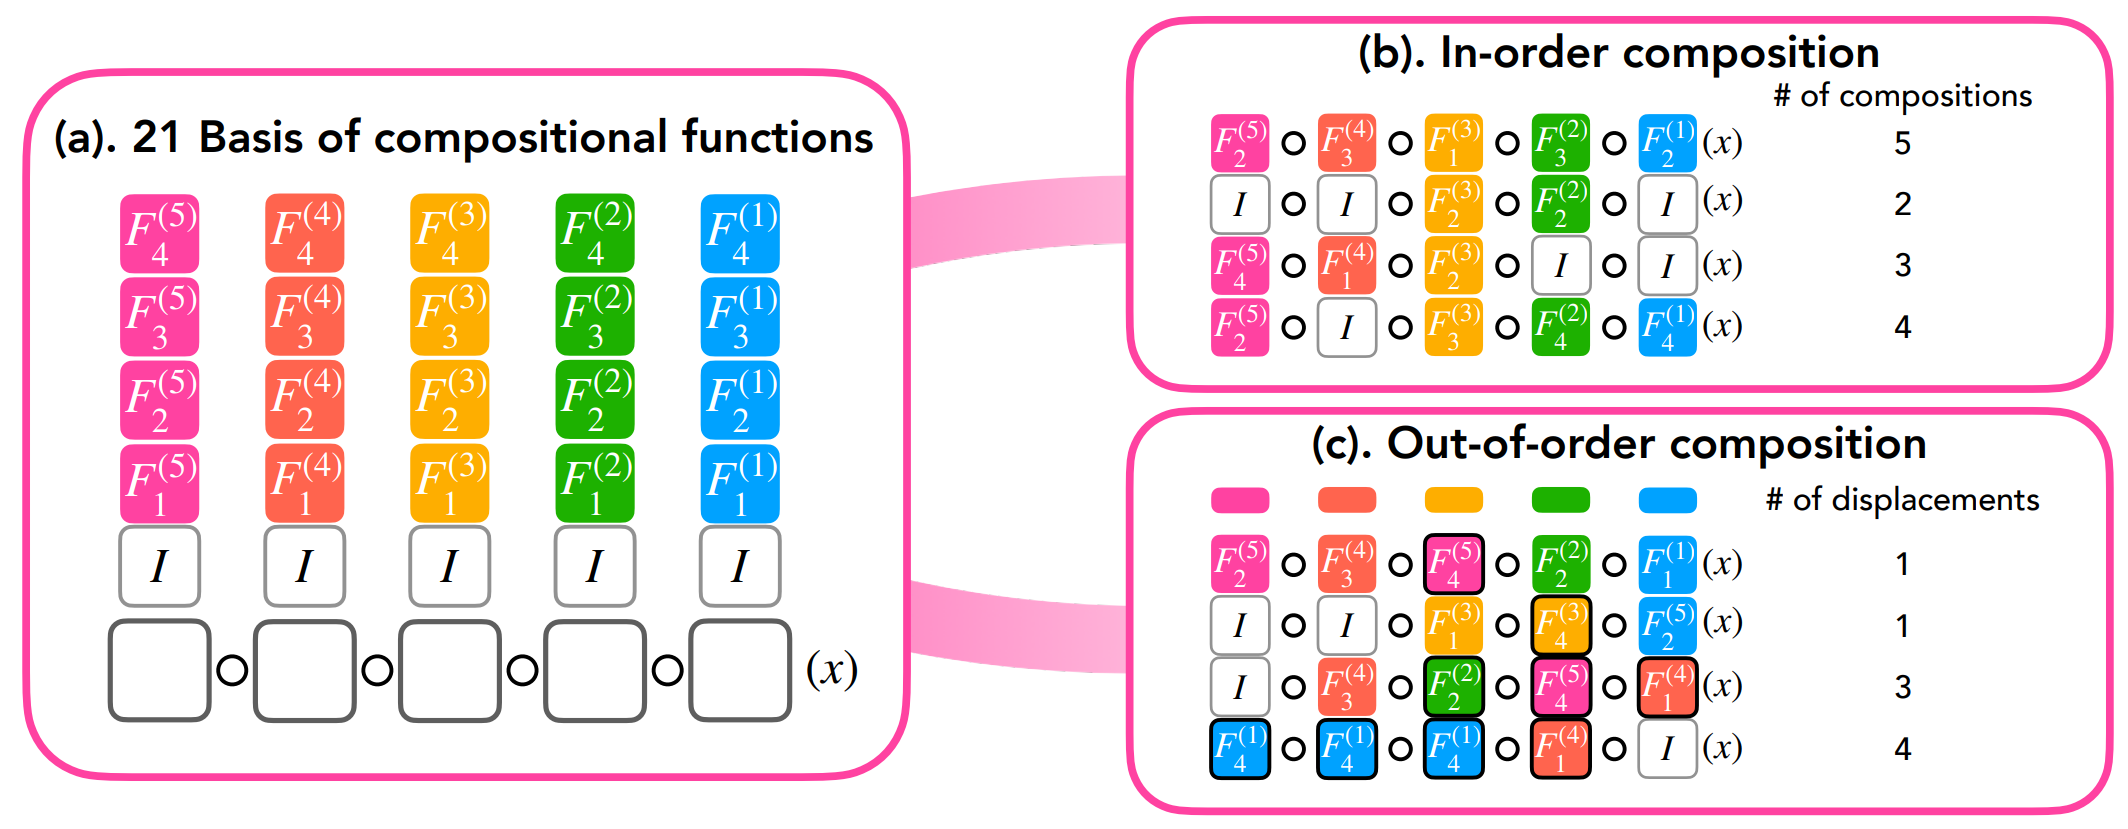 (a). 21 Basis of compositional functions
F_4^{(5)} F_4^{(4)} F_4^{(3)} F_4^{(2)} F_4^{(1)}
F_3^{(5)} F_3^{(4)} F_3^{(3)} F_3^{(2)} F_3^{(1)}
F_2^{(5)} F_2^{(4)} F_2^{(3)} F_2^{(2)} F_2^{(1)}
F_1^{(5)} F_1^{(4)} F_1^{(3)} F_1^{(2)} F_1^{(1)}
I I I I I
○ ○ ○ ○ (x)
(b). In-order composition
# of compositions
F_2^{(5)} ○ F_3^{(4)} ○ F_1^{(3)} ○ F_3^{(2)} ○ F_2^{(1)} (x) 5
I ○ I ○ F_2^{(3)} ○ F_2^{(2)} ○ I (x) 2
F_4^{(5)} ○ F_1^{(4)} ○ F_2^{(3)} ○ I ○ I (x) 3
F_2^{(5)} ○ I ○ F_3^{(3)} ○ F_4^{(2)} ○ F_4^{(1)} (x) 4
(c). Out-of-order composition
# of displacements
F_2^{(5)} ○ F_3^{(4)} ○ F_4^{(5)} ○ F_2^{(2)} ○ F_1^{(1)} (x) 1
I ○ I ○ F_1^{(3)} ○ F_4^{(3)} ○ F_2^{(5)} (x) 1
I ○ F_3^{(4)} ○ F_2^{(2)} ○ F_4^{(5)} ○ F_1^{(4)} (x) 3
F_4^{(1)} ○ F_4^{(1)} ○ F_4^{(1)} ○ F_1^{(4)} ○ I (x) 4